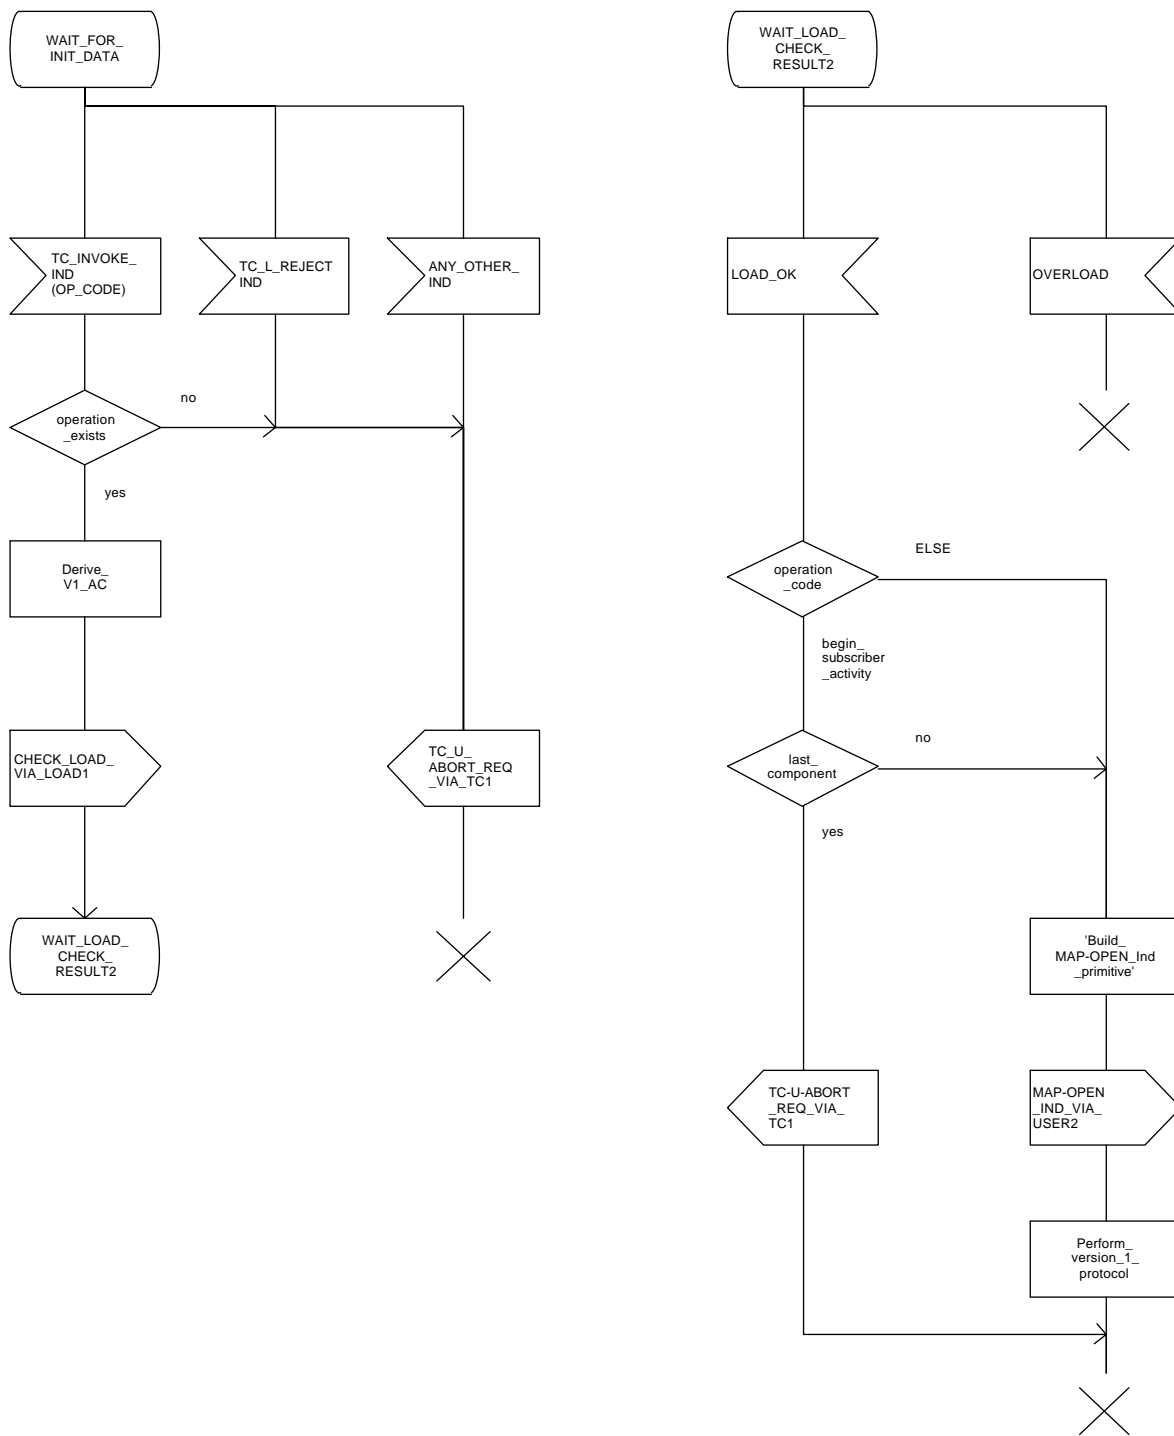 WAIT_FOR_
INIT_DATA
TC_INVOKE_
IND
(OP_CODE)
TC_L_REJECT
IND
ANY_OTHER_
IND
operation
_exists
no
yes
Derive_
V1_AC
CHECK_LOAD_
VIA_LOAD1
TC_U_
ABORT_REQ
_VIA_TC1
WAIT_LOAD_
CHECK_
RESULT2
WAIT_LOAD_
CHECK_
RESULT2
LOAD_OK
OVERLOAD
operation
_code
ELSE
begin_
subscriber
_activity
last_
component
no
yes
'Build_
MAP-OPEN_Ind
_primitive'
TC-U-ABORT
_REQ_VIA_
TC1
MAP-OPEN
_IND_VIA_
USER2
Perform_
version_1_
protocol